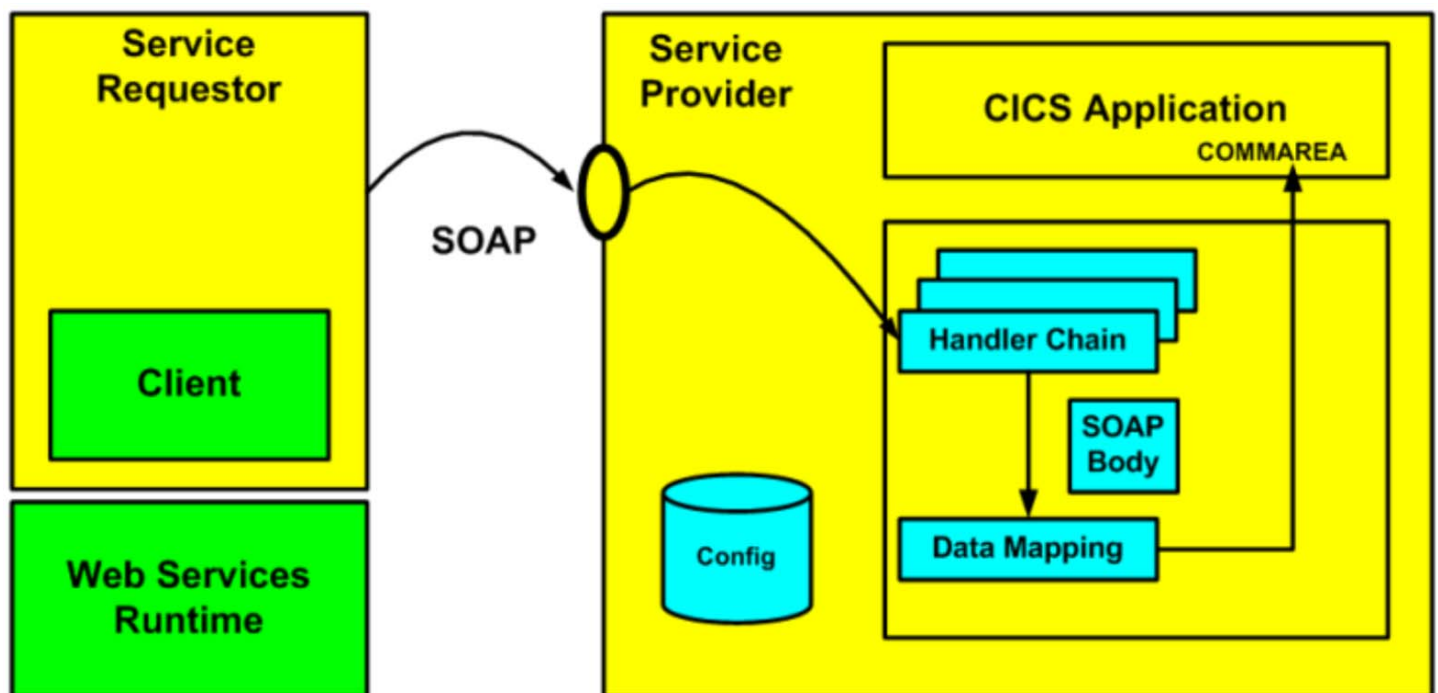 Service
Requestor
Client
Web Services
Runtime
SOAP
Service
Provider
CICS Application
COMMAREA
Handler Chain
SOAP
Body
Data Mapping
Config